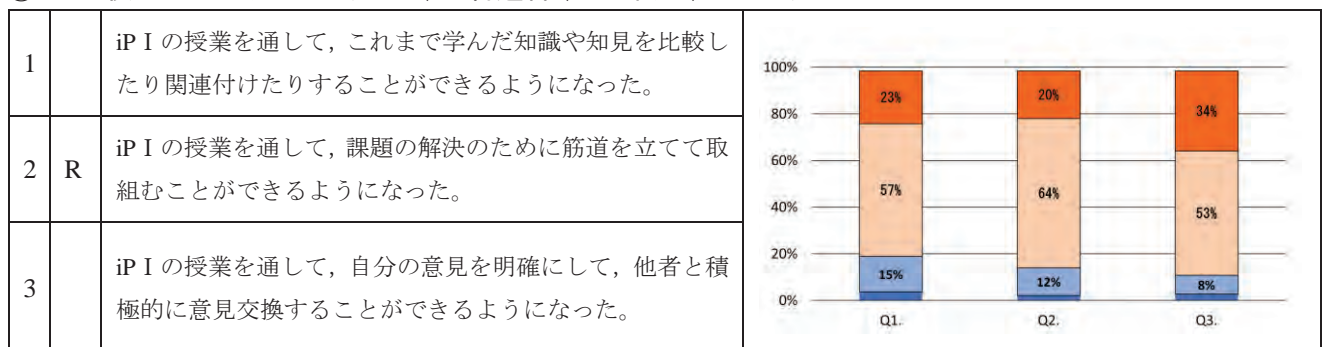 1
iPⅠの授業を通して，これまで学んだ知識や知見を比較し
たり関連付けたりすることができるようになった。
2
R
iPⅠの授業を通して，課題の解決のために筋道を立てて取
組むことができるようになった。
3
iPⅠの授業を通して，自分の意見を明確にして，他者と積
極的に意見交換することができるようになった。
100%
80%
60%
40%
20%
0%
23%
57%
15%
20%
64%
12%
34%
53%
8%
Q1.
Q2.
Q3.